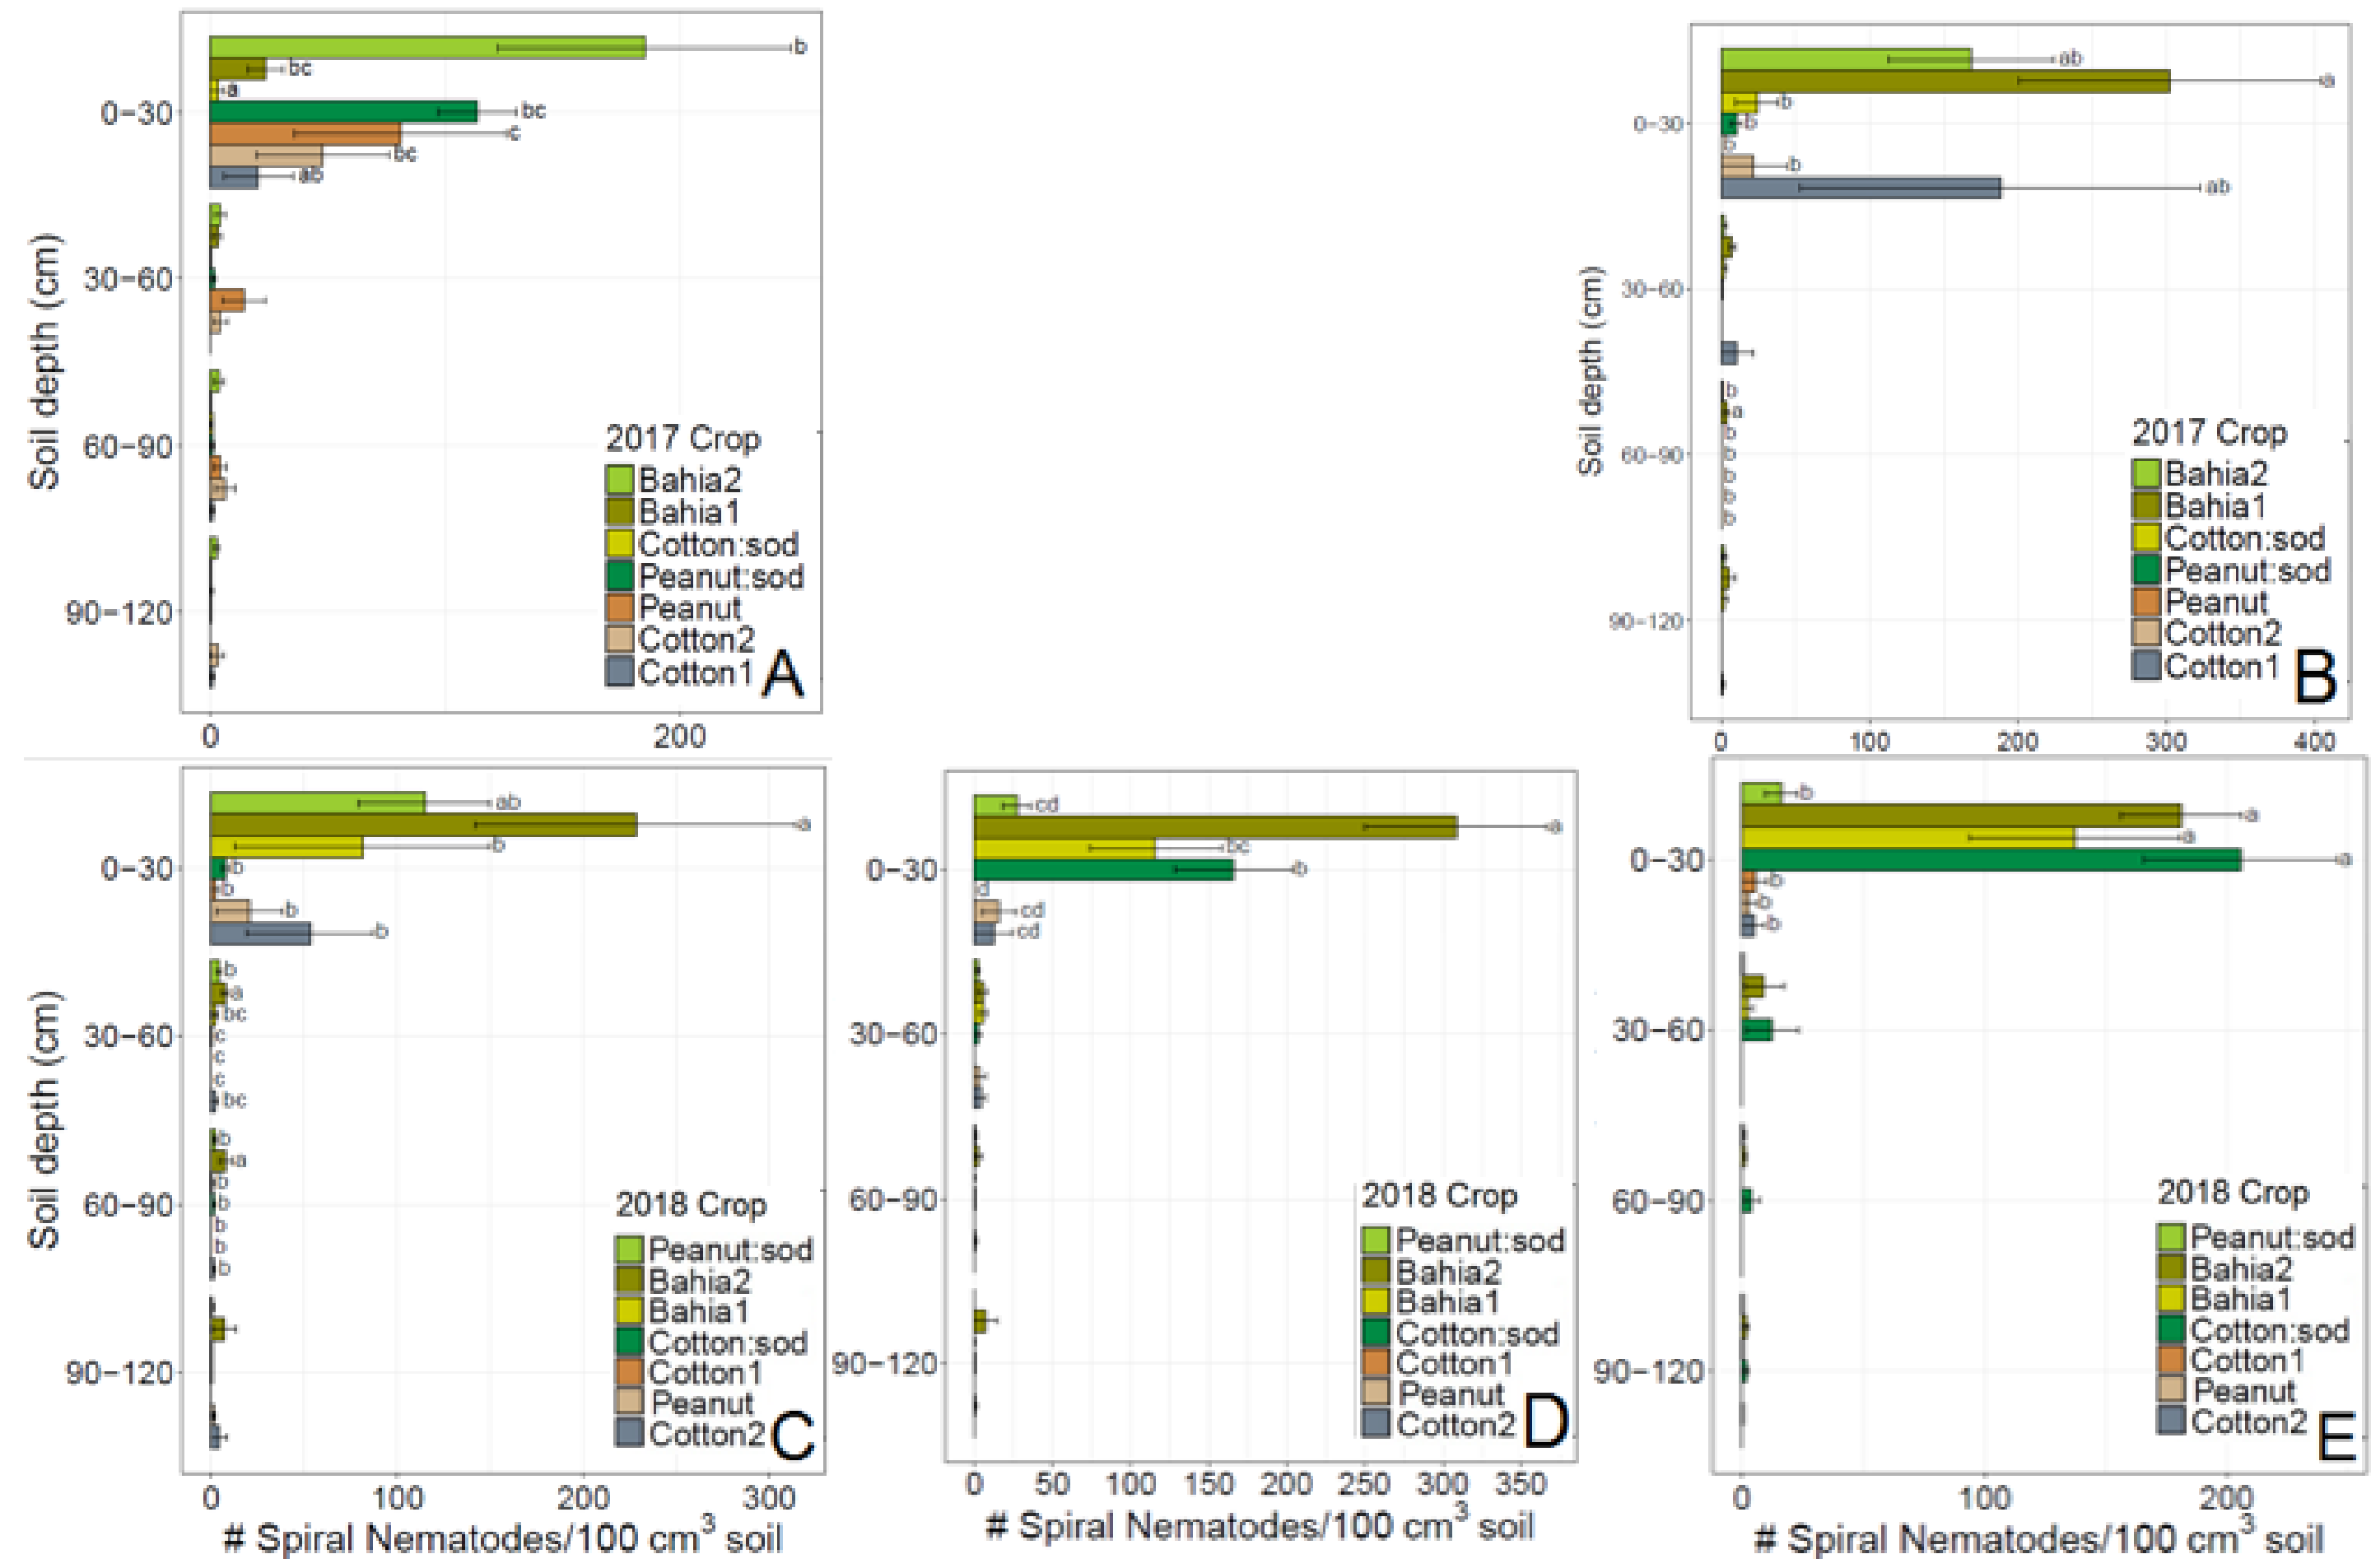 b
bc
a
0−30
bc
c
bc
ab
30−60
60−90
90−120
Soil depth (cm)
2017 Crop
Bahia2
Bahia1
Cotton:sod
Peanut:sod
Peanut
Cotton2
Cotton1
A
0
200
ab
a
b
0−30
b
b
b
ab
30−60
b
a
b
60−90
b
b
b
b
90−120
Soil depth (cm)
2017 Crop
Bahia2
Bahia1
Cotton:sod
Peanut:sod
Peanut
Cotton2
Cotton1
B
0
100
200
300
400
ab
a
b
0−30
b
b
b
b
b
a
bc
30−60
c
c
c
bc
b
a
b
60−90
b
b
b
b
90−120
Soil depth (cm)
2018 Crop
Peanut:sod
Bahia2
Bahia1
Cotton:sod
Cotton1
Peanut
Cotton2
C
0
100
200
300
# Spiral Nematodes/100 cm³ soil
cd
a
bc
0−30
b
d
cd
cd
30−60
60−90
90−120
2018 Crop
Peanut:sod
Bahia2
Bahia1
Cotton:sod
Cotton1
Peanut
Cotton2
D
0
50
100
150
200
250
300
350
# Spiral Nematodes/100 cm³ soil
b
a
a
0−30
a
b
b
b
30−60
60−90
90−120
2018 Crop
Peanut:sod
Bahia2
Bahia1
Cotton:sod
Cotton1
Peanut
Cotton2
E
0
100
200
# Spiral Nematodes/100 cm³ soil